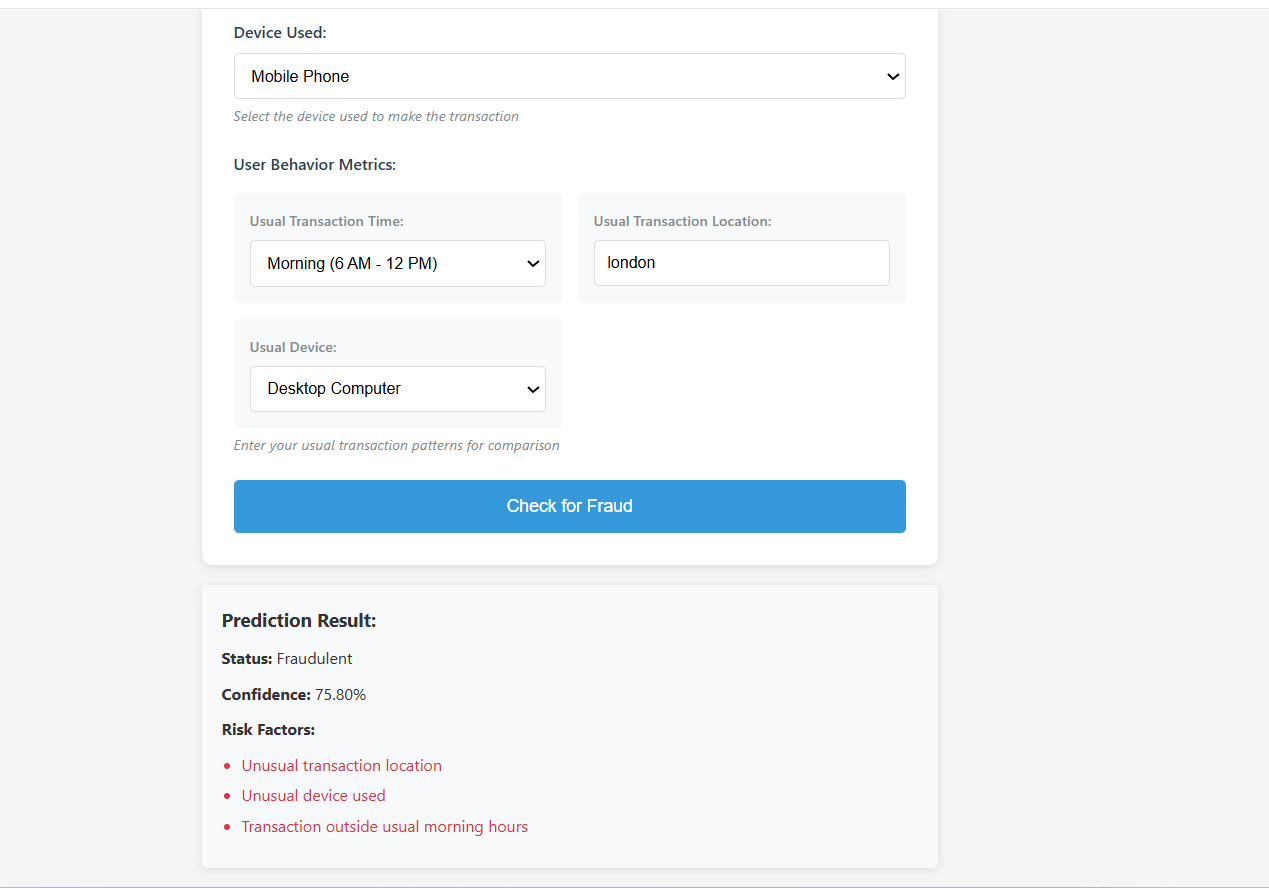 Device Used:
Mobile Phone
Select the device used to make the transaction
User Behavior Metrics:
Usual Transaction Time:
Morning (6 AM - 12 PM)
Usual Transaction Location:
london
Usual Device:
Desktop Computer
Enter your usual transaction patterns for comparison
Check for Fraud
Prediction Result:
Status: Fraudulent
Confidence: 75.80%
Risk Factors:
• Unusual transaction location
• Unusual device used
• Transaction outside usual morning hours